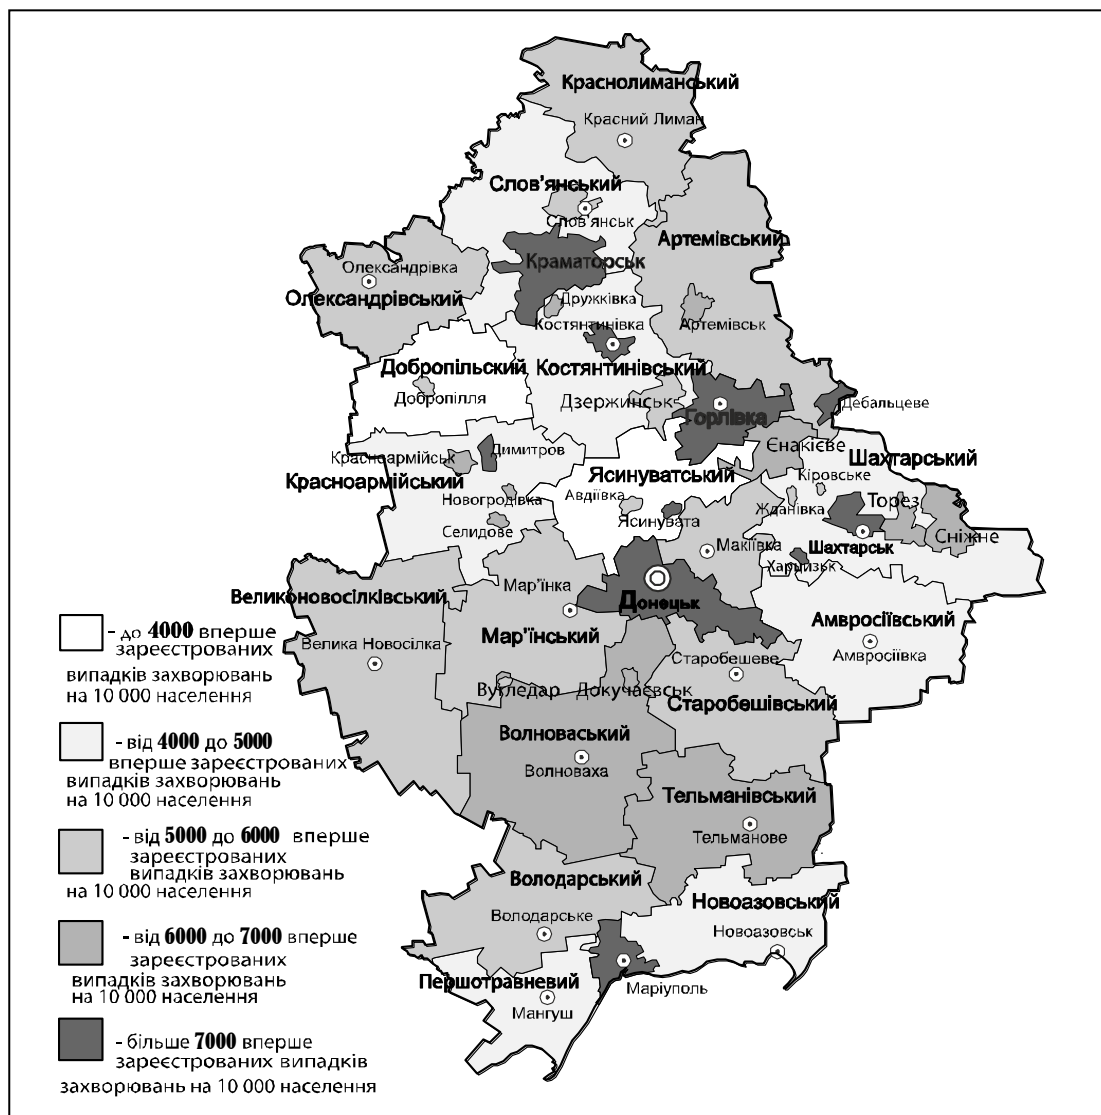 Краснолиманський
Красний Лиман
Слов'янський
Слов'янськ
Артемівський
Краматорськ
Олександрівка
Олександрівський
Дружківка
Костянтинівка
Артемівськ
Добропільский
Костянтинівський
Добропілля
Дзержинськ
Горлівка
Дебальцеве
Єнакієве
Димитров
Красноармійськ
Шахтарський
Ясинуватський
Кіровське
Красноармійський
Новогродівка
Авдіївка
Жданівка
Торез
Ясинувата
Селидове
Макіївка
Сніжне
Шахтарськ
Харцизьк
Мар'їнка
Великоновосілківський
Донецьк
Амвросіївський
Мар'їнський
Велика Новосілка
Амвросіївка
Старобешеве
Вугледар
Докучаєвськ
Старобешівський
Волноваський
Волноваха
Тельманівський
Тельманове
Володарський
Новоазовський
Володарське
Новоазовськ
Першотравневий
Маріуполь
Мангуш
- до 4000 вперше
зареєстрованих
випадків захворювань
на 10 000 населення
- від 4000 до 5000
вперше зареєстрованих
випадків захворювань
на 10 000 населення
- від 5000 до 6000 вперше
зареєстрованих
випадків захворювань
на 10 000 населення
- від 6000 до 7000 вперше
зареєстрованих
випадків захворювань
на 10 000 населення
- більше 7000 вперше
зареєстрованих випадків
захворювань на 10 000 населення